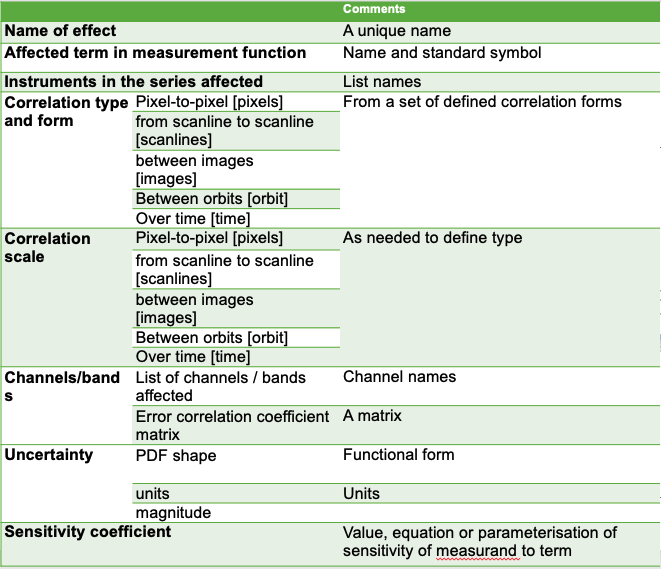 Comments
Name of effect A unique name
Affected term in measurement function Name and standard symbol
Instruments in the series affected List names
Correlation type Pixel-to-pixel [pixels] From a set of defined correlation forms
and form from scanline to scanline
[scanlines]
between images
[images]
Between orbits [orbit]
Over time [time]
Correlation Pixel-to-pixel [pixels] As needed to define type
scale from scanline to scanline
[scanlines]
between images
[images]
Between orbits [orbit]
Over time [time]
Channels/band List of channels / bands Channel names
s affected
Error correlation coefficient A matrix
matrix
Uncertainty PDF shape Functional form
units Units
magnitude
Sensitivity coefficient Value, equation or parameterisation of
sensitivity of measurand to term